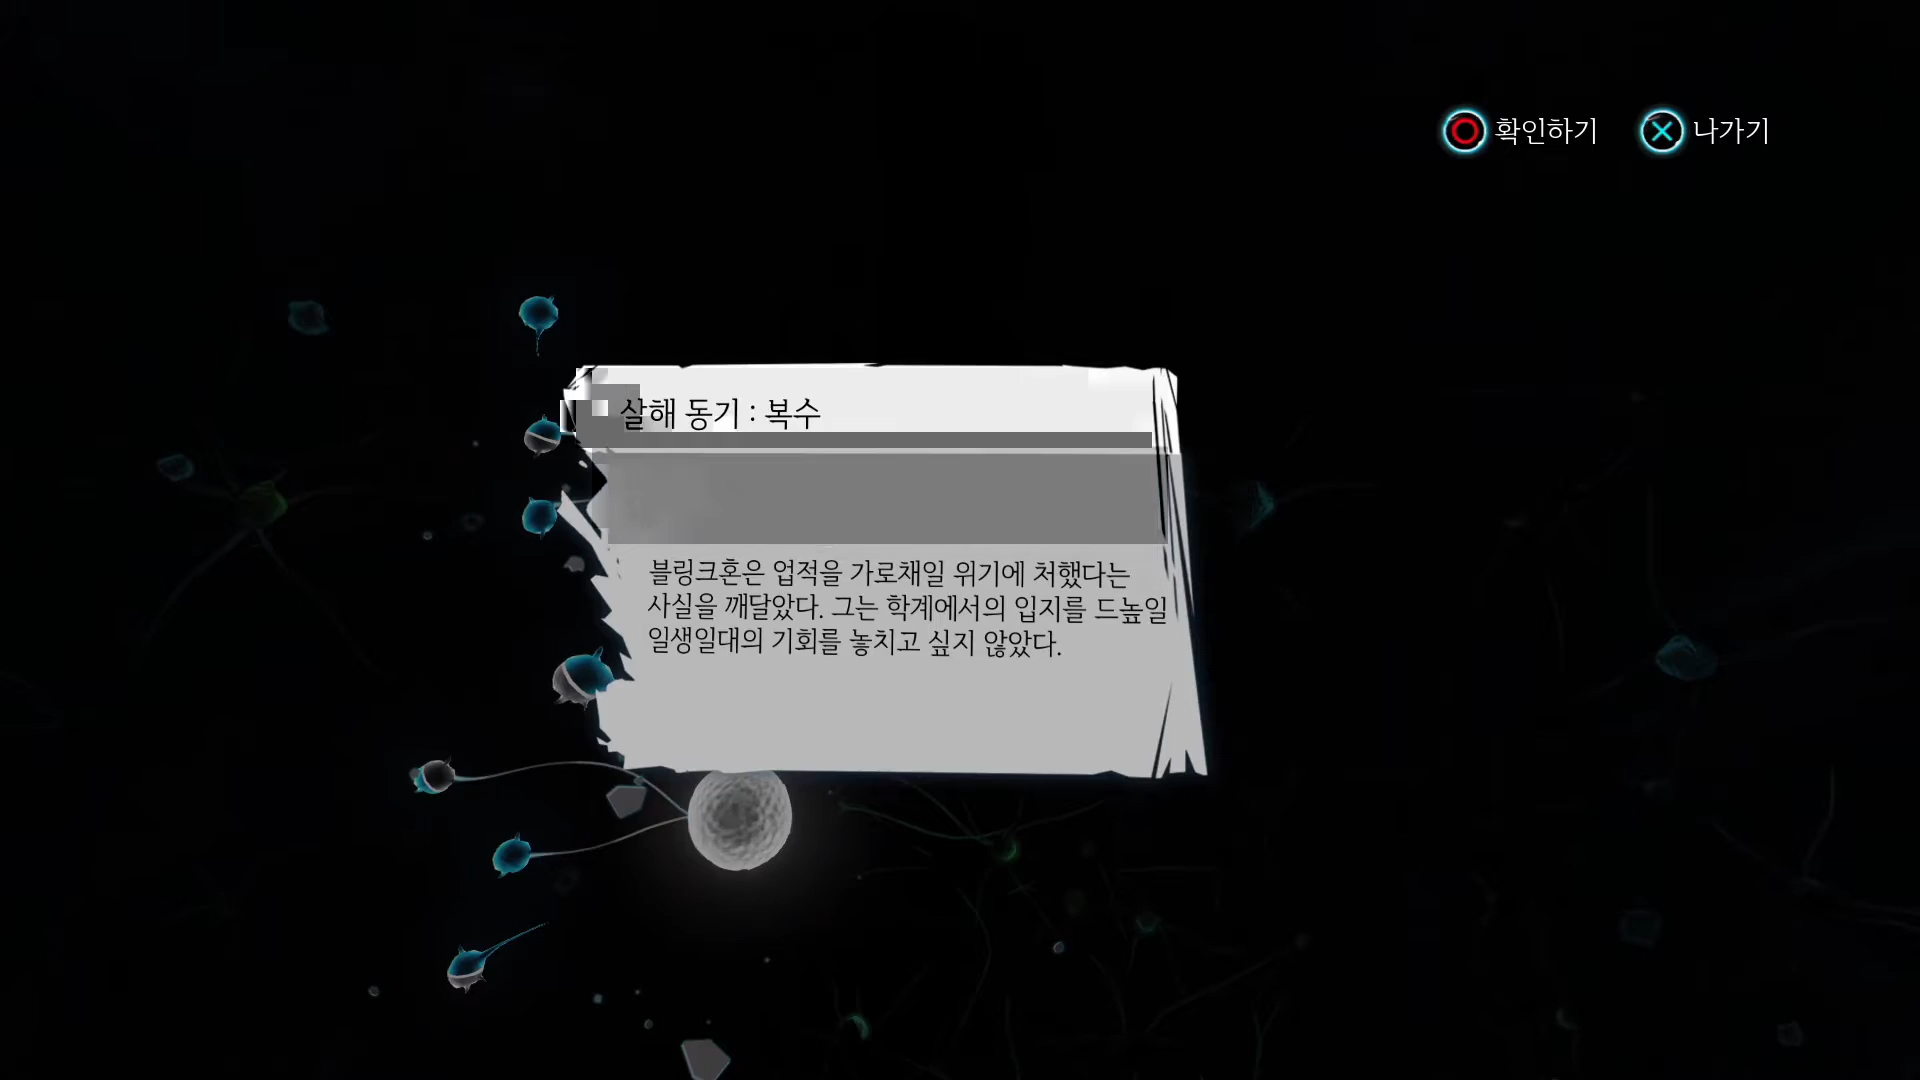 확인하기 나가기
살해 동기 : 복수
블링크혼은 업적을 가로채일 위기에 처했다는
사실을 깨달았다. 그는 학계에서의 입지를 드높일
일생일대의 기회를 놓치고 싶지 않았다.